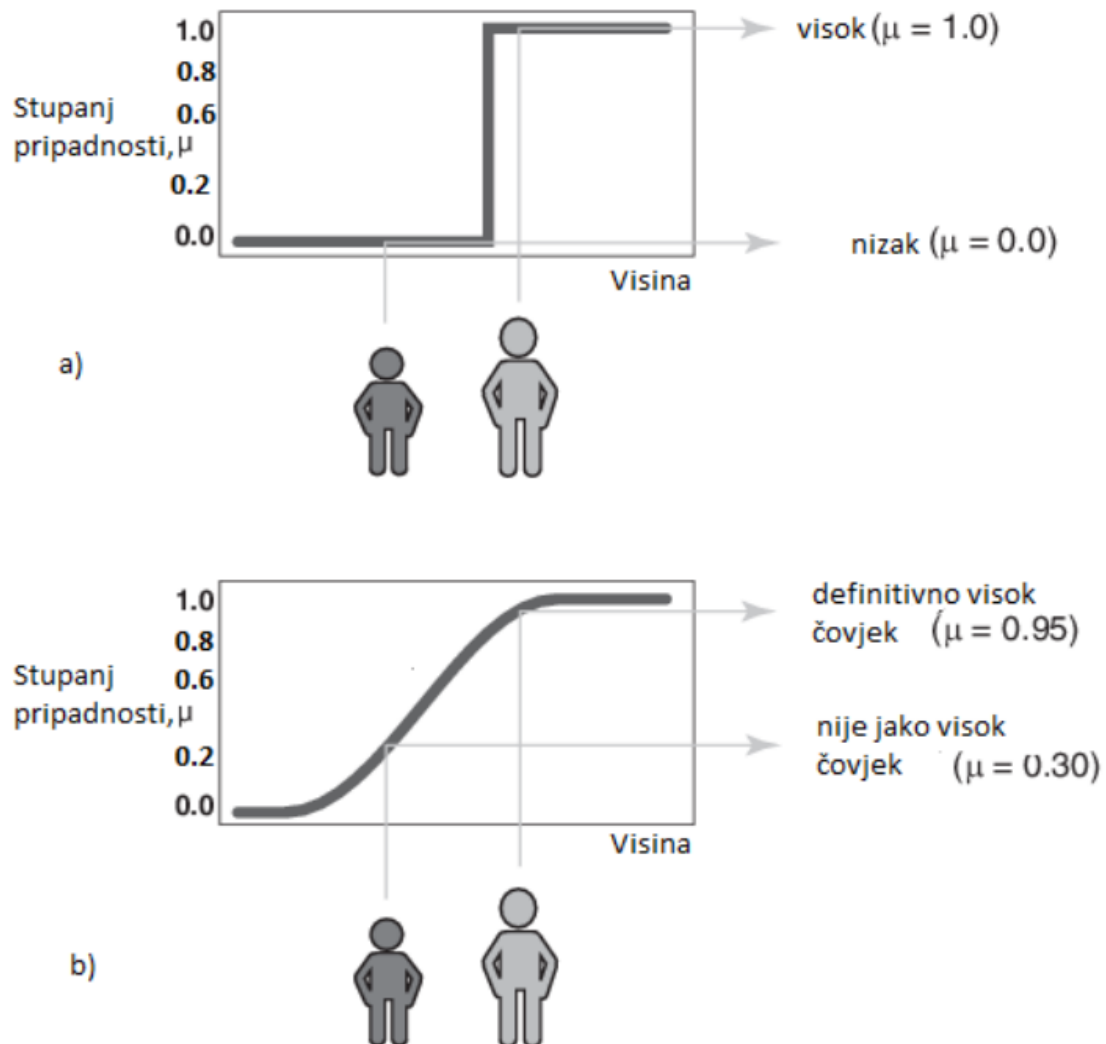 1.0
visok (μ = 1.0)
0.8
Stupanj
0.6
pripadnosti, μ
0.2
0.0
nizak (μ = 0.0)
Visina
a)
1.0
definitivno visok
čovjek (μ = 0.95)
0.8
Stupanj
0.6
pripadnosti, μ
nije jako visok
0.2
čovjek (μ = 0.30)
0.0
Visina
b)